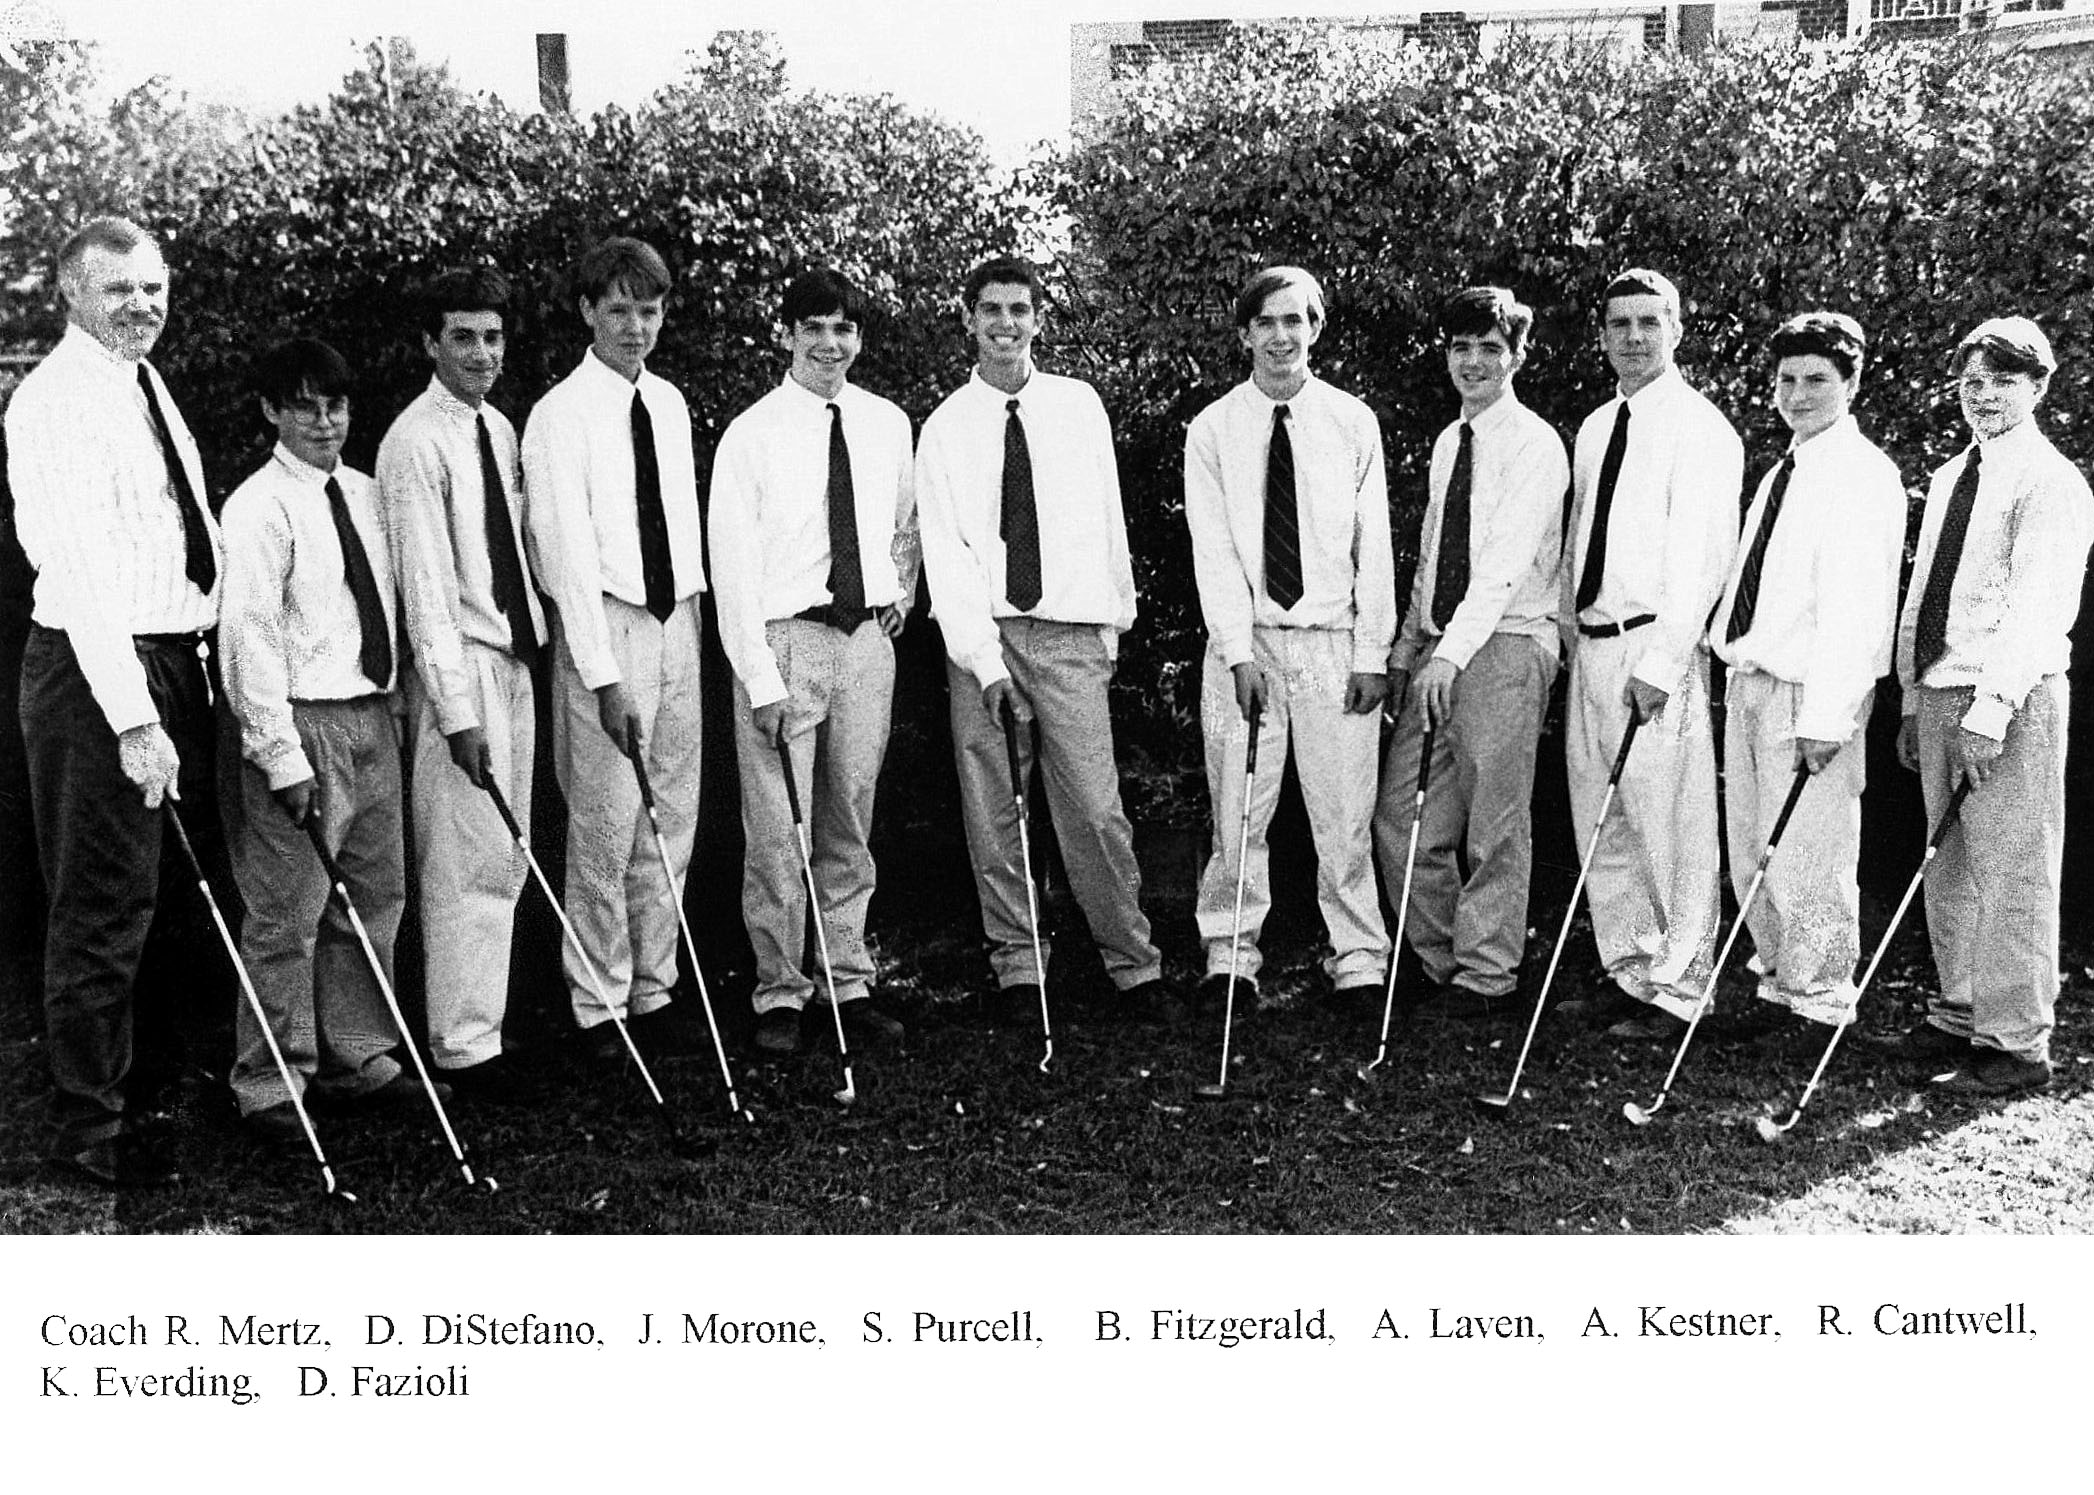 Coach R. Mertz, D. DiStefano, J. Morone, S. Purcell, B. Fitzgerald, A. Laven, A. Kestner, R. Cantwell,
K. Everding, D. Fazioli